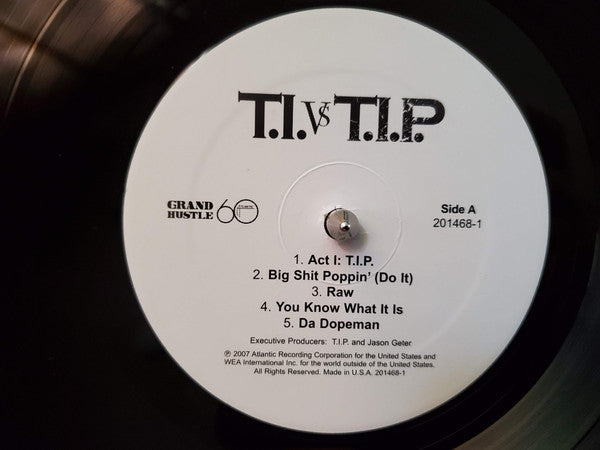 T.I. VS T.I.P.
GRAND
HUSTLE 60
Side A
201468-1
1. Act I: T.I.P.
2. Big Shit Poppin' (Do It)
3. Raw
4. You Know What It Is
5. Da Dopeman
Executive Producers: T.I.P. and Jason Geter
℗ 2007 Atlantic Recording Corporation for the United States and
WEA International Inc. for the world outside of the United States.
All Rights Reserved. Made in U.S.A. 201468-1